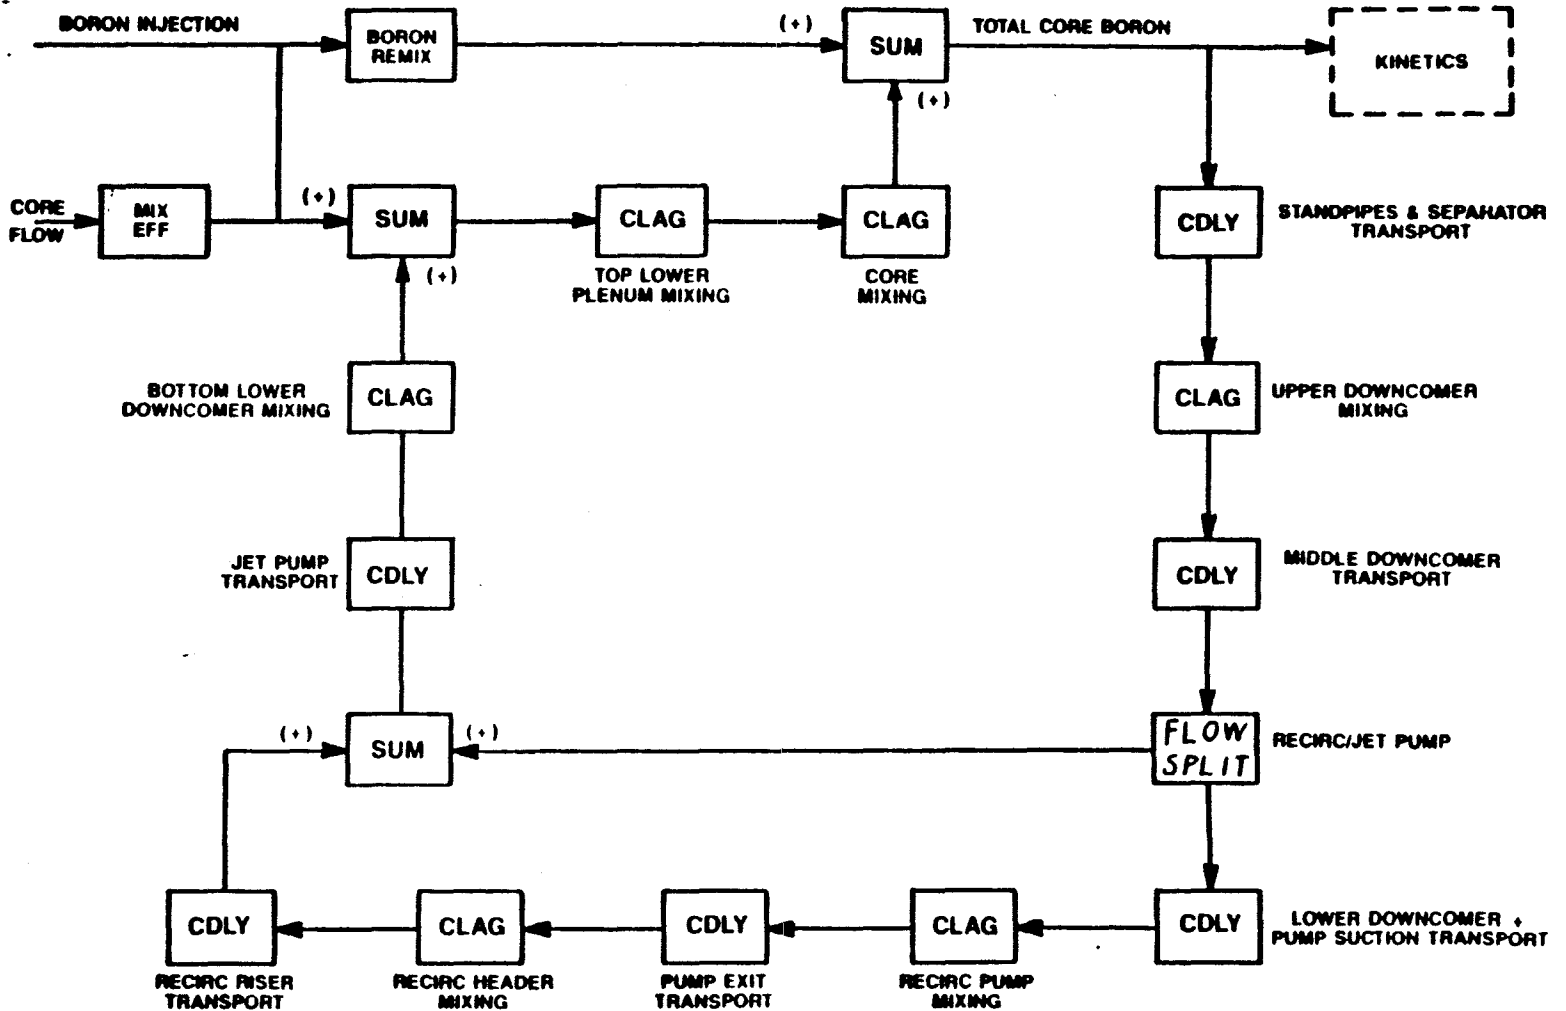 BORON INJECTION
BORON
REMIX
(+)
SUM
TOTAL CORE BORON
KINETICS
(+)
CORE
FLOW
MIX
EFF
(+)
SUM
(+)
CLAG
TOP LOWER
PLENUM MIXING
CLAG
CORE
MIXING
CDLY
STANDPIPES & SEPARATOR
TRANSPORT
BOTTOM LOWER
DOWNCOMER MIXING
CLAG
CLAG
UPPER DOWNCOMER
MIXING
JET PUMP
TRANSPORT
CDLY
CDLY
MIDDLE DOWNCOMER
TRANSPORT
(+)
SUM
(+)
FLOW
SPLIT
RECIRC/JET PUMP
CDLY
RECIRC RISER
TRANSPORT
CLAG
RECIRC HEADER
MIXING
CDLY
PUMP EXIT
TRANSPORT
CLAG
RECIRC PUMP
MIXING
CDLY
LOWER DOWNCOMER +
PUMP SUCTION TRANSPORT